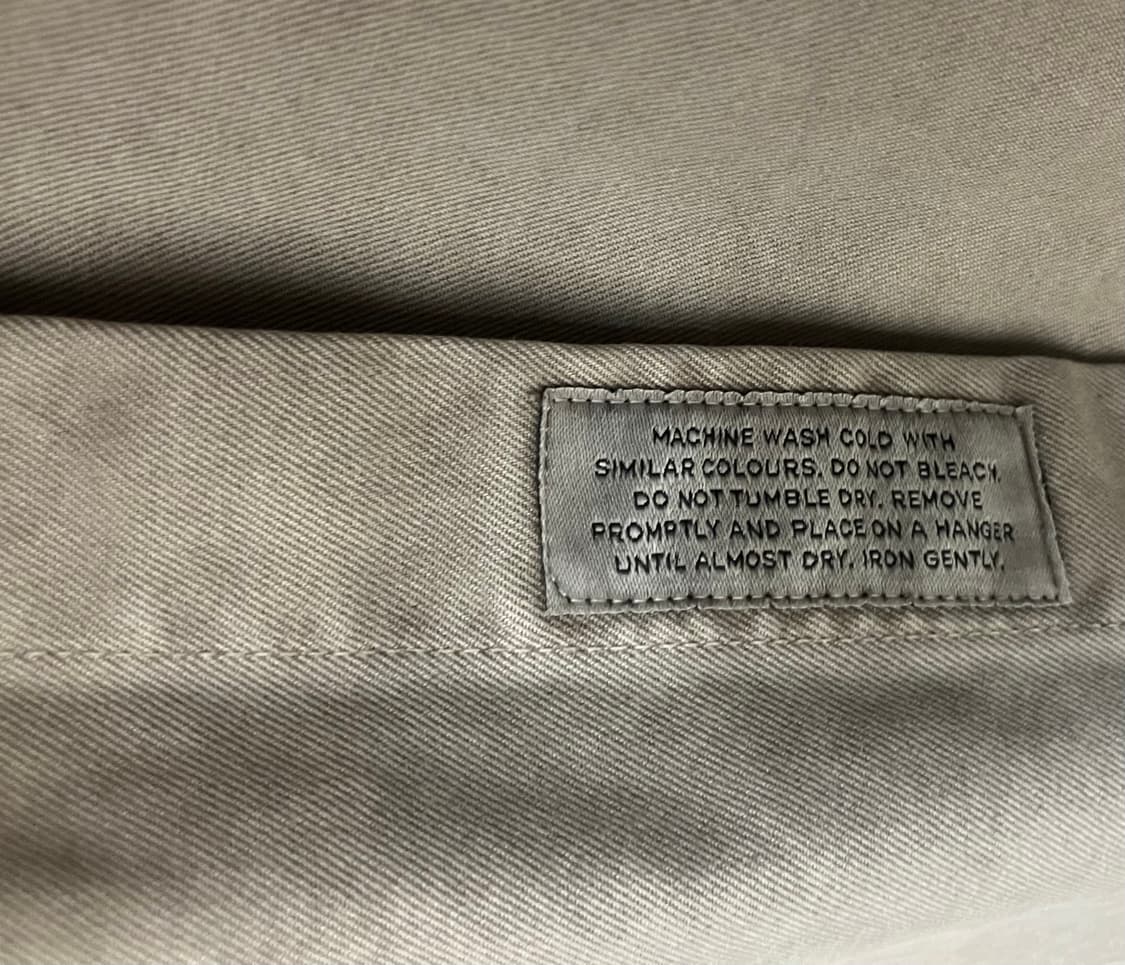 MACHINE WASH COLD WITH
SIMILAR COLOURS. DO NOT BLEACH.
DO NOT TUMBLE DRY. REMOVE
PROMPTLY AND PLACE ON A HANGER
UNTIL ALMOST DRY. IRON GENTLY.